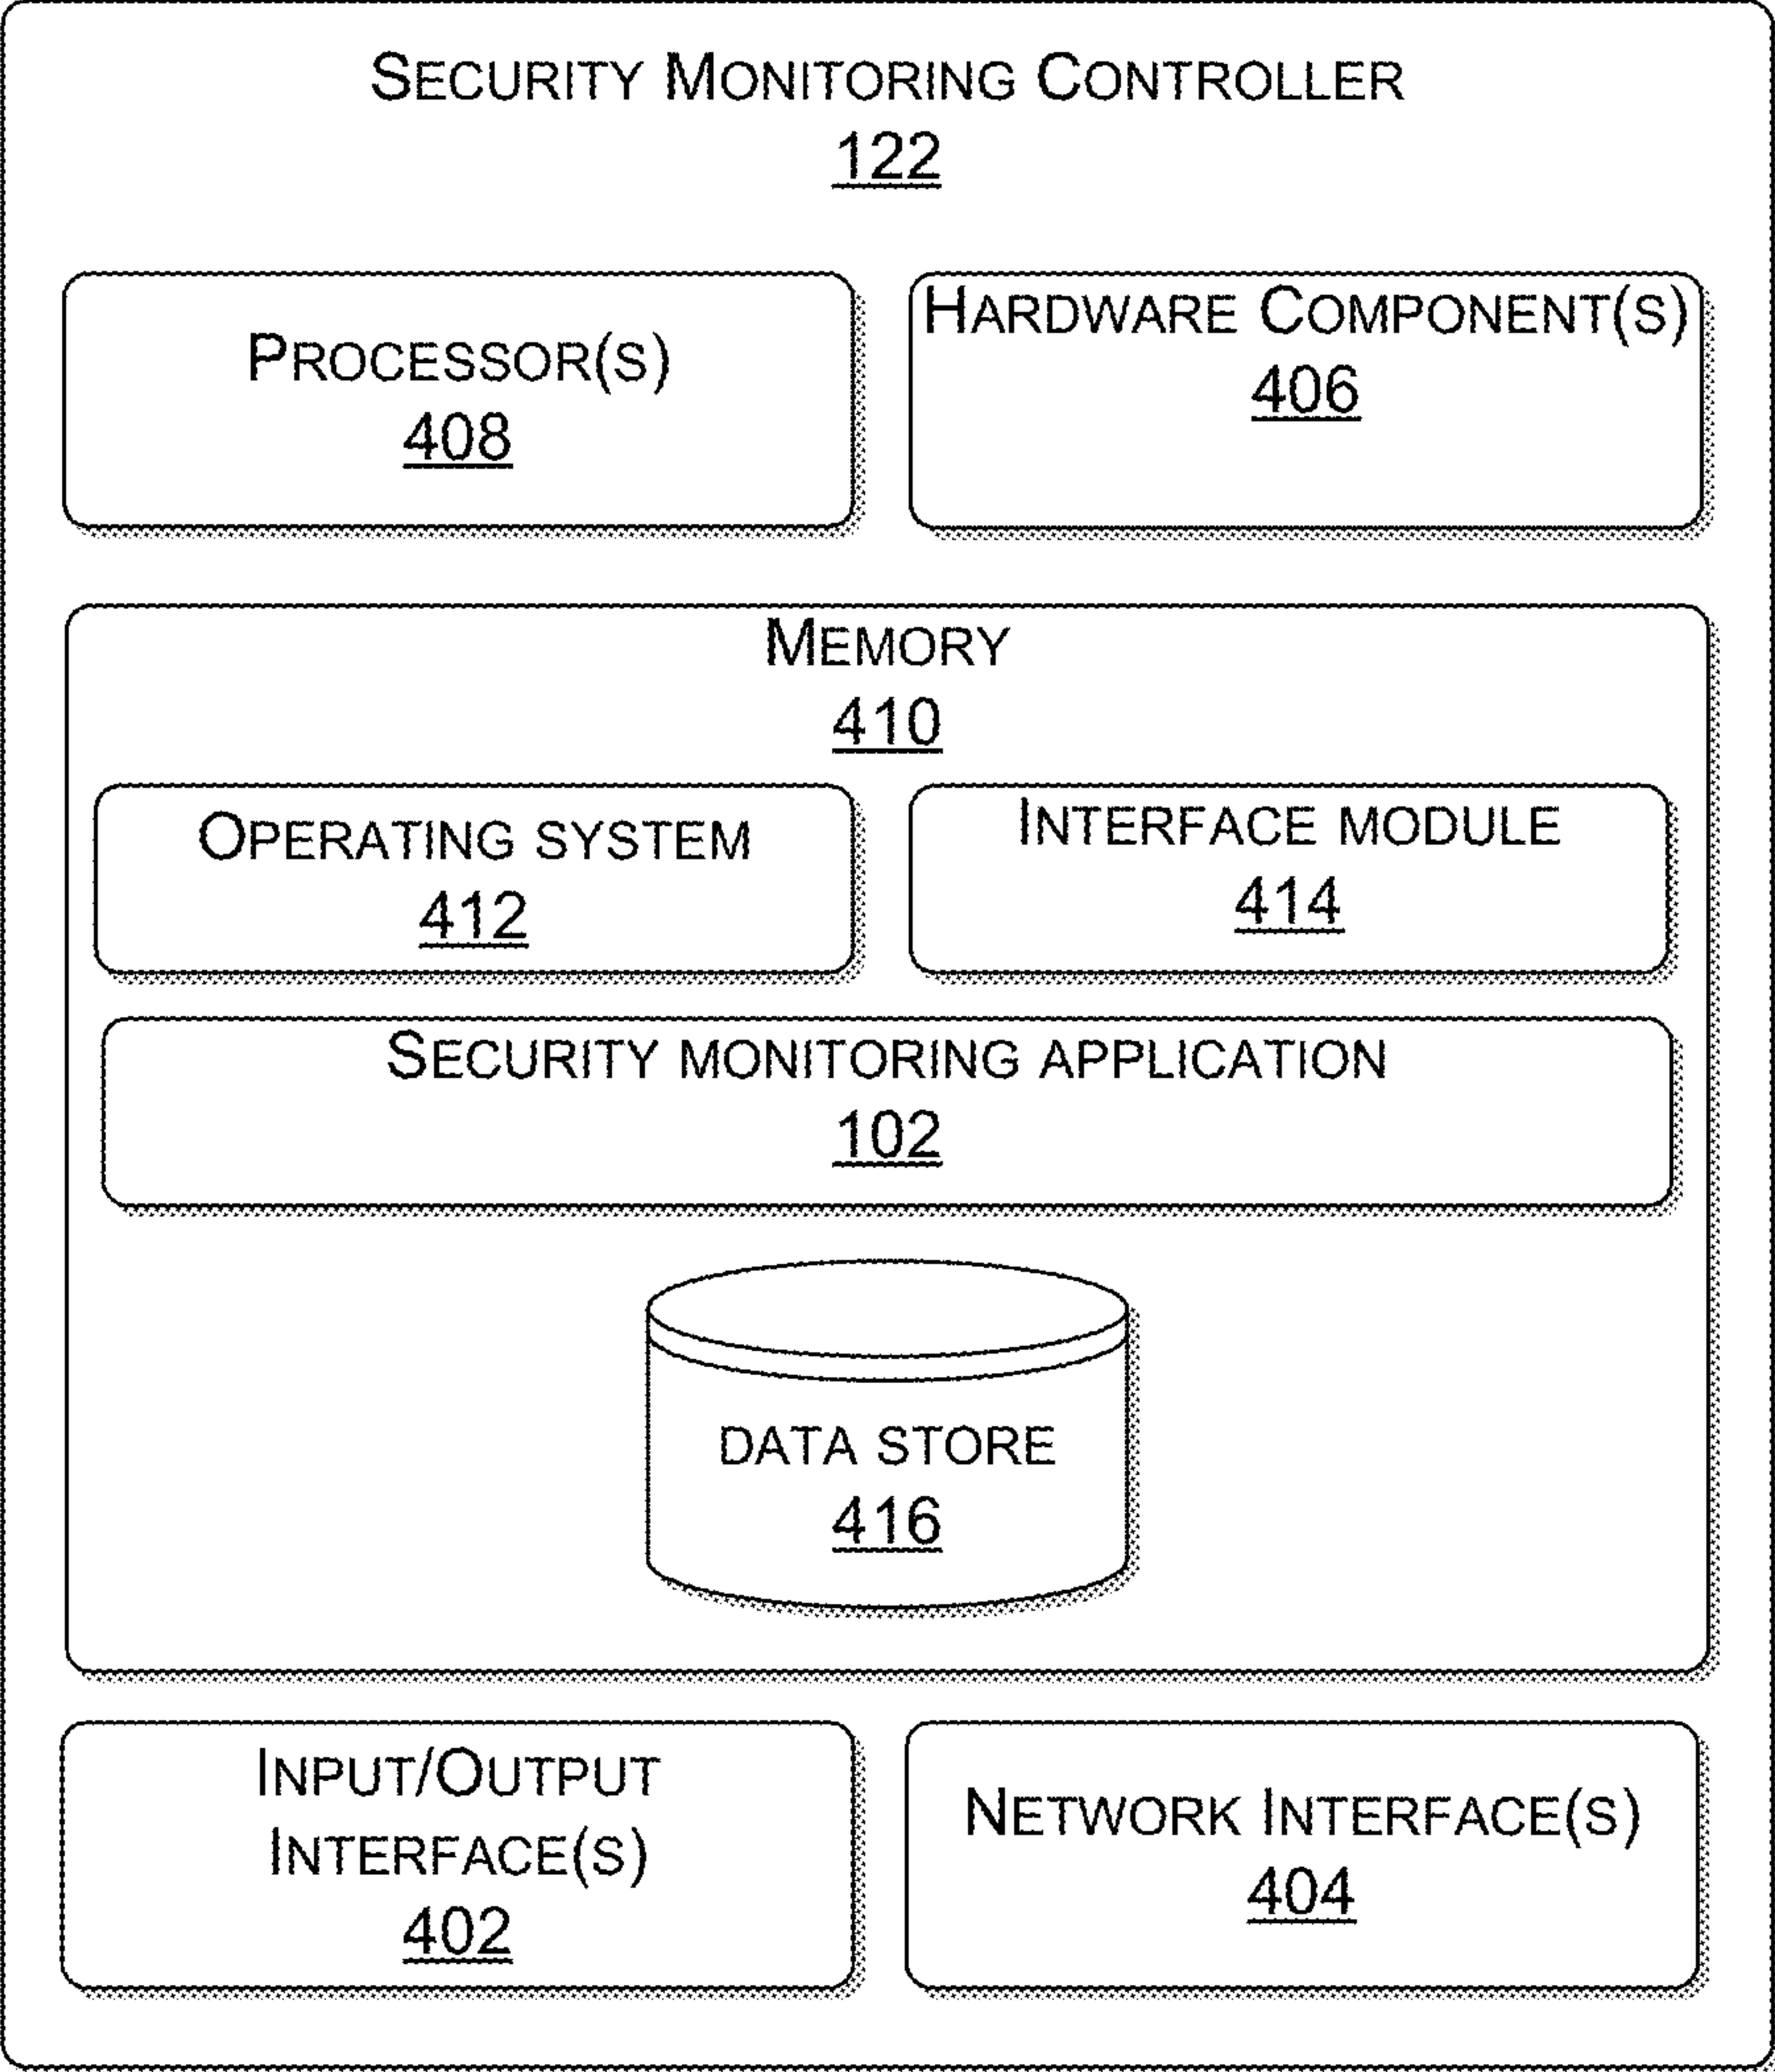 Security Monitoring Controller
122
Processor(s)
408
Hardware Component(s)
406
Memory
410
Operating system
412
Interface module
414
Security monitoring application
102
data store
416
Input/Output
Interface(s)
402
Network Interface(s)
404